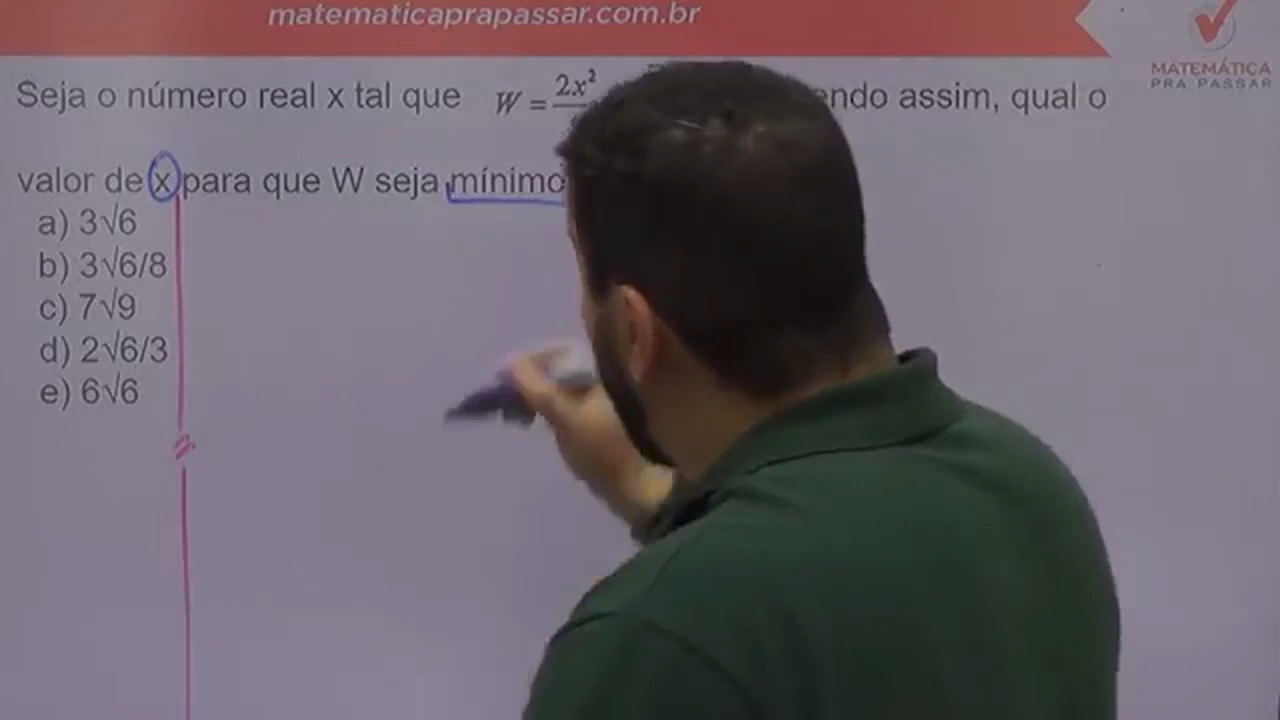 matematicaprapassar.com.br
MATEMÁTICA
PRA PASSAR
Seja o número real x tal que W = 2x² endo assim, qual o
valor de x para que W seja mínimo
a) 3√6
b) 3√6/8
c) 7√9
d) 2√6/3
e) 6√6